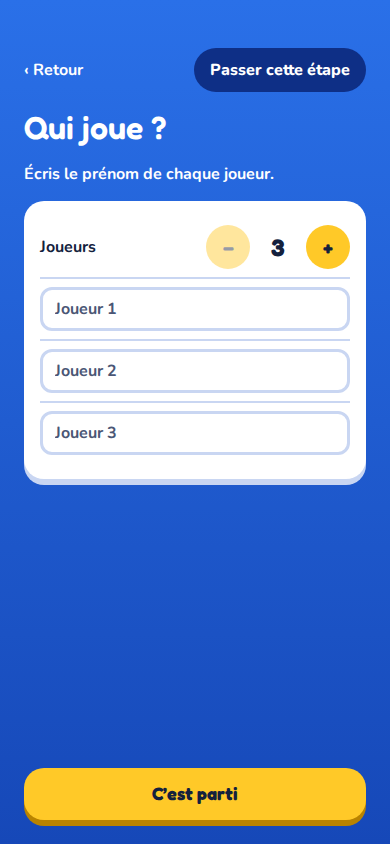 ‹ Retour
Passer cette étape
Qui joue ?
Écris le prénom de chaque joueur.
Joueurs
– 3 +
Joueur 1
Joueur 2
Joueur 3
C’est parti